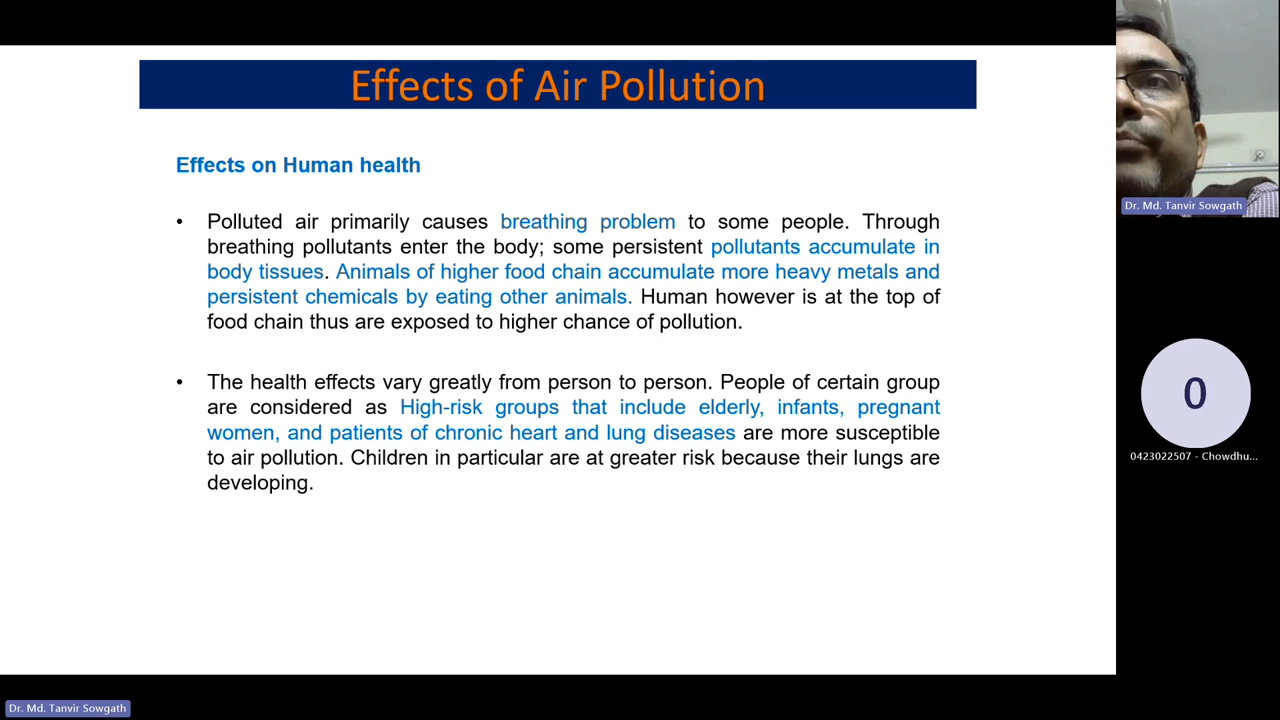 Effects of Air Pollution
Effects on Human health
• Polluted air primarily causes breathing problem to some people. Through
breathing pollutants enter the body; some persistent pollutants accumulate in
body tissues. Animals of higher food chain accumulate more heavy metals and
persistent chemicals by eating other animals. Human however is at the top of
food chain thus are exposed to higher chance of pollution.
• The health effects vary greatly from person to person. People of certain group
are considered as High-risk groups that include elderly, infants, pregnant
women, and patients of chronic heart and lung diseases are more susceptible
to air pollution. Children in particular are at greater risk because their lungs are
developing.
Dr. Md. Tanvir Sowgath
0
0423022507 - Chowdhu...
Dr. Md. Tanvir Sowgath